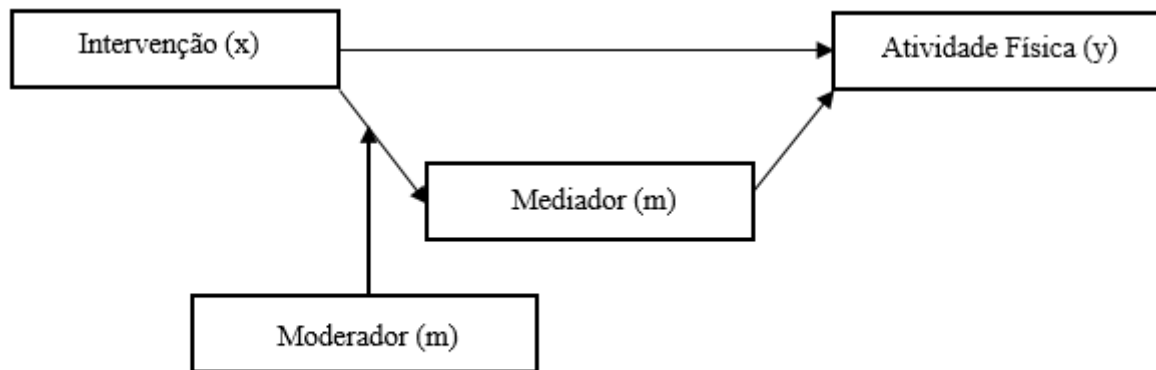 Intervenção (x)
Atividade Física (y)
Mediador (m)
Moderador (m)